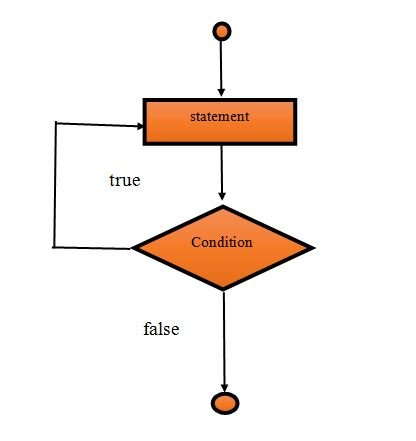 statement
true
Condition
false